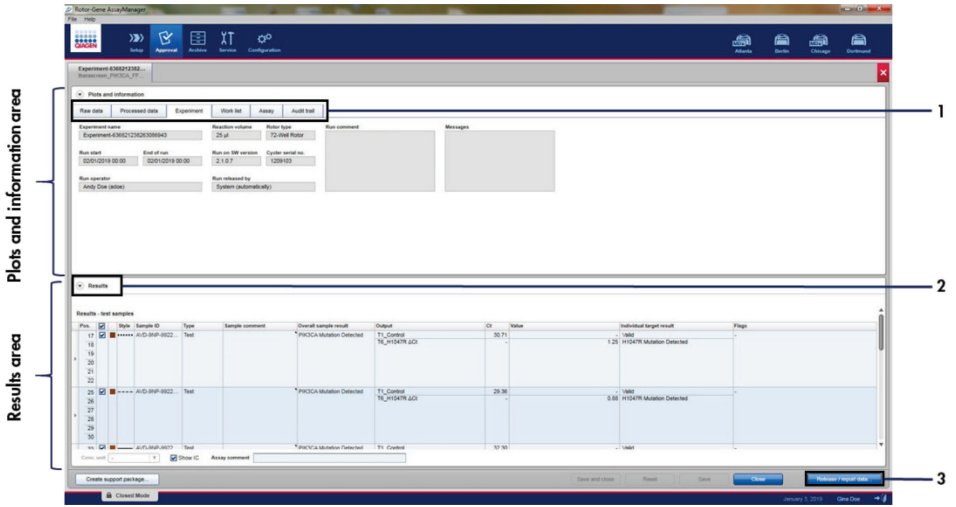 Rotor-Gene AssayManager
File Help
QIAGEN
Setup Approval Archive Service Configuration
Atlanta Berlin Chicago Dortmund
Experiment-6368212382...
Plots and information area
Plots and information
Raw data Processed data Experiment Work list Assay Audit trail
1
Experiment name Reaction volume Rotor type Run comment Messages
25 µl 72-Well Rotor
Run start End of run Run on SW version Cycler serial no.
02/01/2019 00:00 02/01/2019 00:00 2.1.0.7 1209103
Run operator Run released by
Andy Doe (adoe) System (automatically)
Results
2
Results area
Results - test samples
Pos. Style Sample ID Type Sample comment Overall sample result Output Ct Value Individual target result Flags
17 Test PIK3CA Mutation Detected T1_Control 30.71 - Valid -
18 T6_H1047R ΔCt - 1.25 H1047R Mutation Detected
19
20
21
22
25 Test PIK3CA Mutation Detected T1_Control 29.36 - Valid -
26 T6_H1047R ΔCt - 0.88 H1047R Mutation Detected
27
28
29
30
33 Test PIK3CA Mutation Detected T1_Control - Valid
Conc. unit - Show IC Assay comment
Create support package... Save and close Reset Save Close Release / report data...
3
Closed Mode
January 3, 2019 Gina Doe